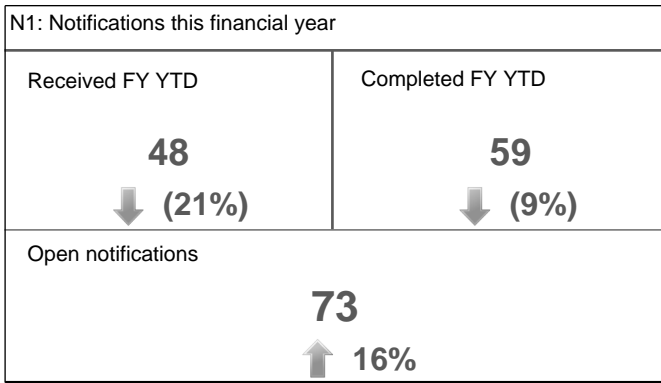 N1: Notifications this financial year
Received FY YTD
48
(21%)
Completed FY YTD
59
(9%)
Open notifications
73
16%